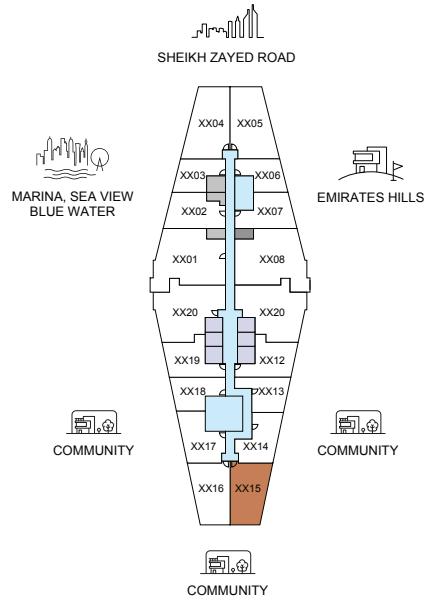 SHEIKH ZAYED ROAD
XX04 XX05
XX03 XX06
MARINA, SEA VIEW
BLUE WATER
EMIRATES HILLS
XX02 XX07
XX01 XX08
XX20 XX20
XX19 XX12
XX18 XX13
COMMUNITY
COMMUNITY
XX17 XX14
XX16 XX15
COMMUNITY